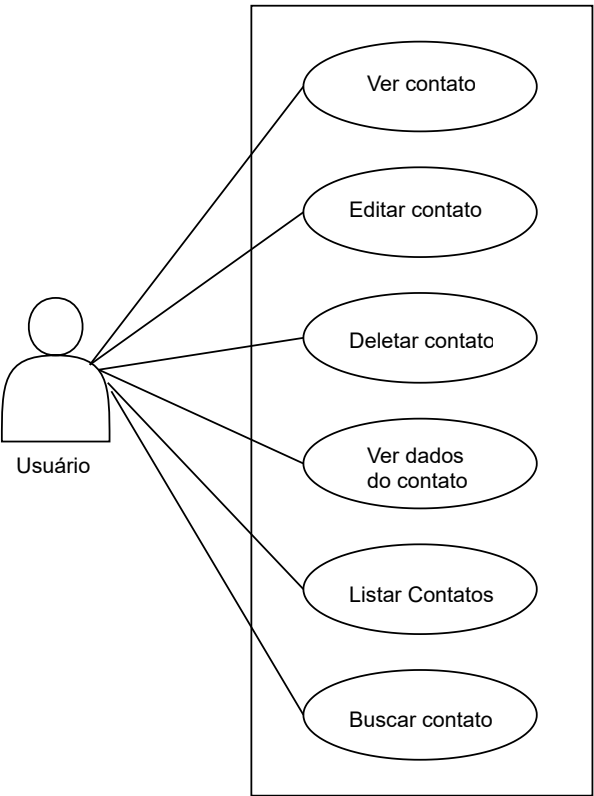 Ver contato
Editar contato
Deletar contato
Ver dados
do contato
Usuário
Listar Contatos
Buscar contato